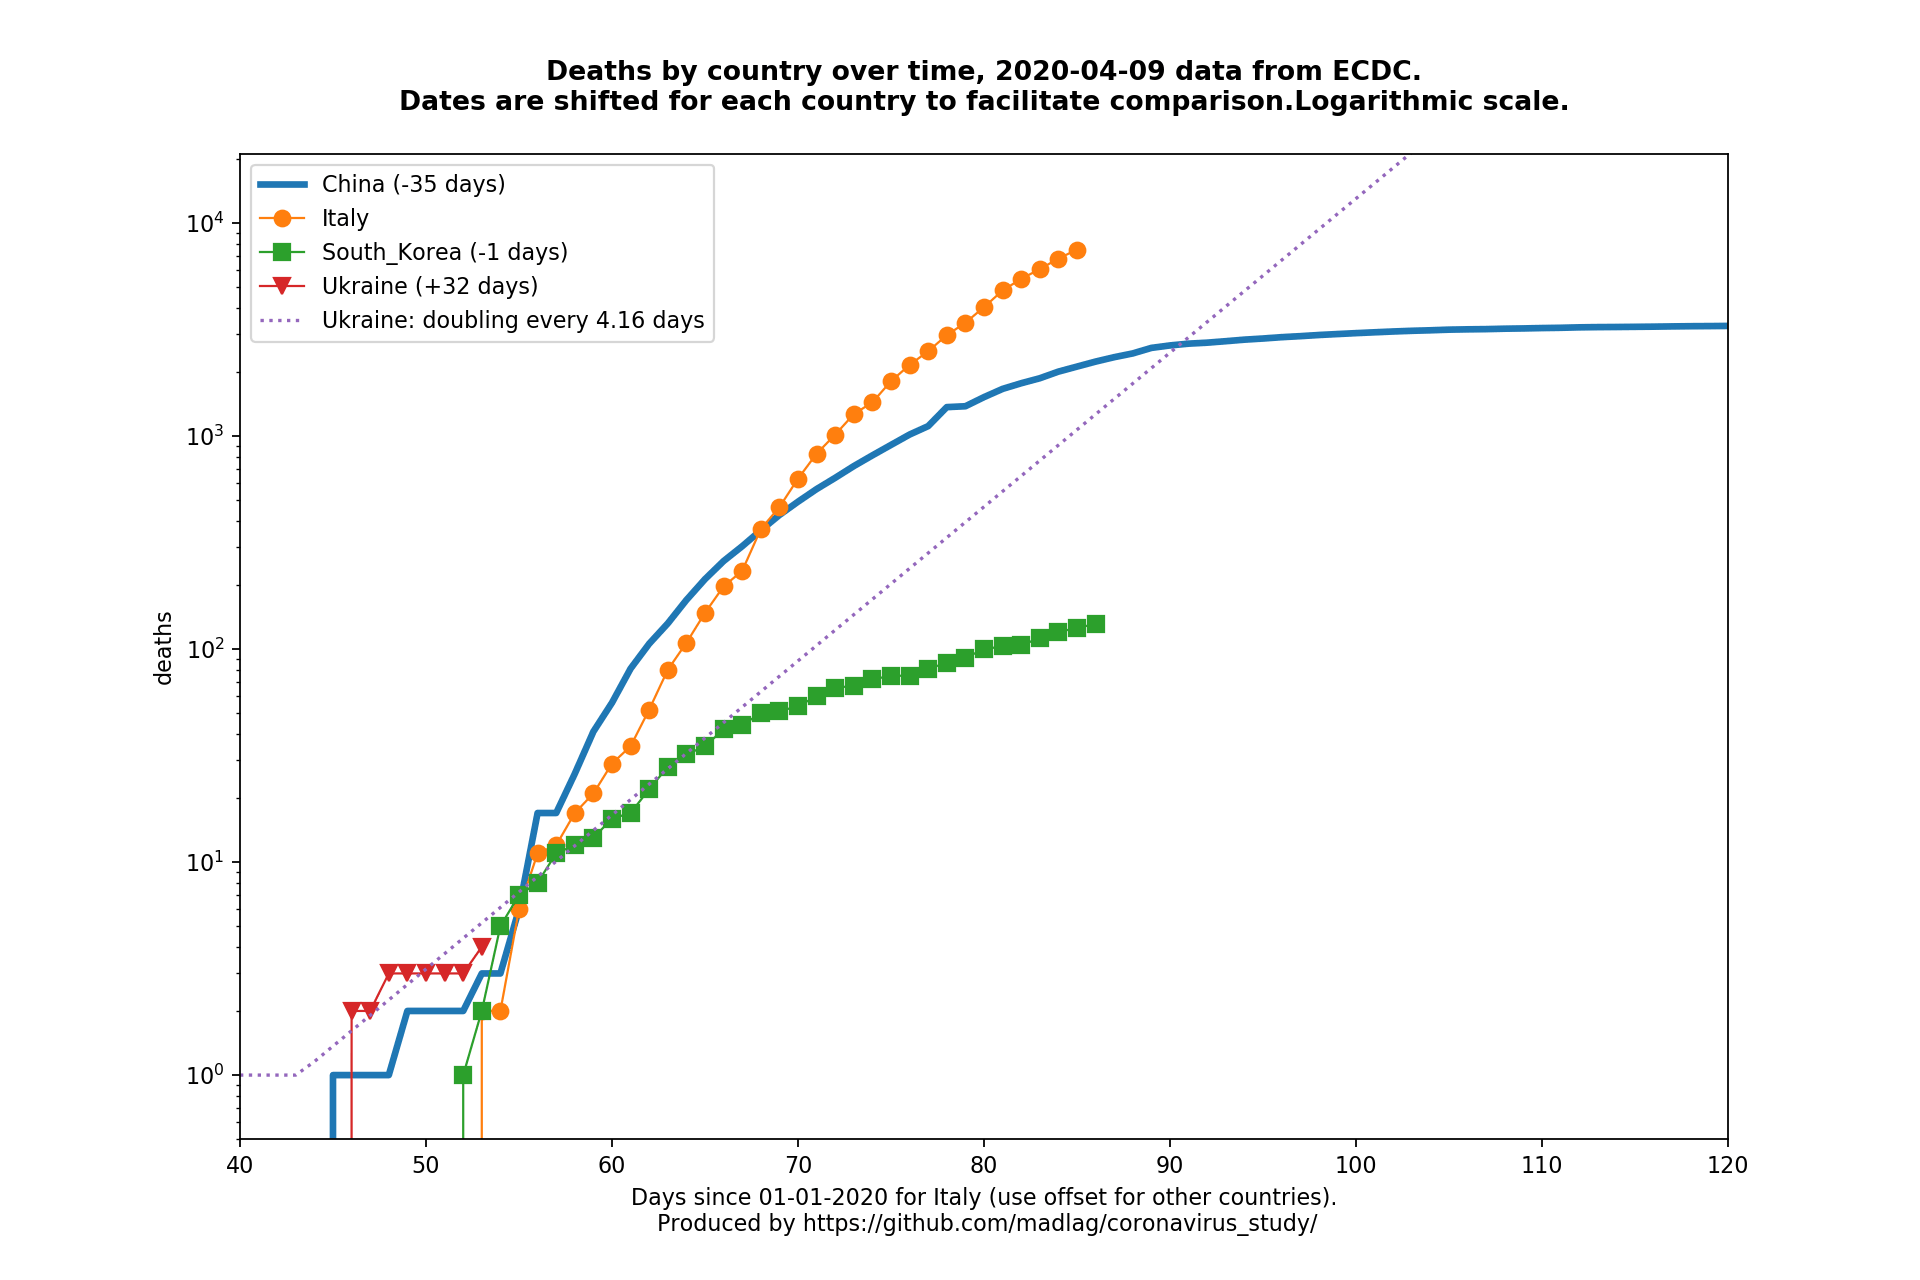 Deaths by country over time, 2020-04-09 data from ECDC.
Dates are shifted for each country to facilitate comparison.Logarithmic scale.
China (-35 days)
Italy
South_Korea (-1 days)
Ukraine (+32 days)
Ukraine: doubling every 4.16 days
10⁴
10³
10²
10¹
10⁰
deaths
40 50 60 70 80 90 100 110 120
Days since 01-01-2020 for Italy (use offset for other countries).
Produced by https://github.com/madlag/coronavirus_study/